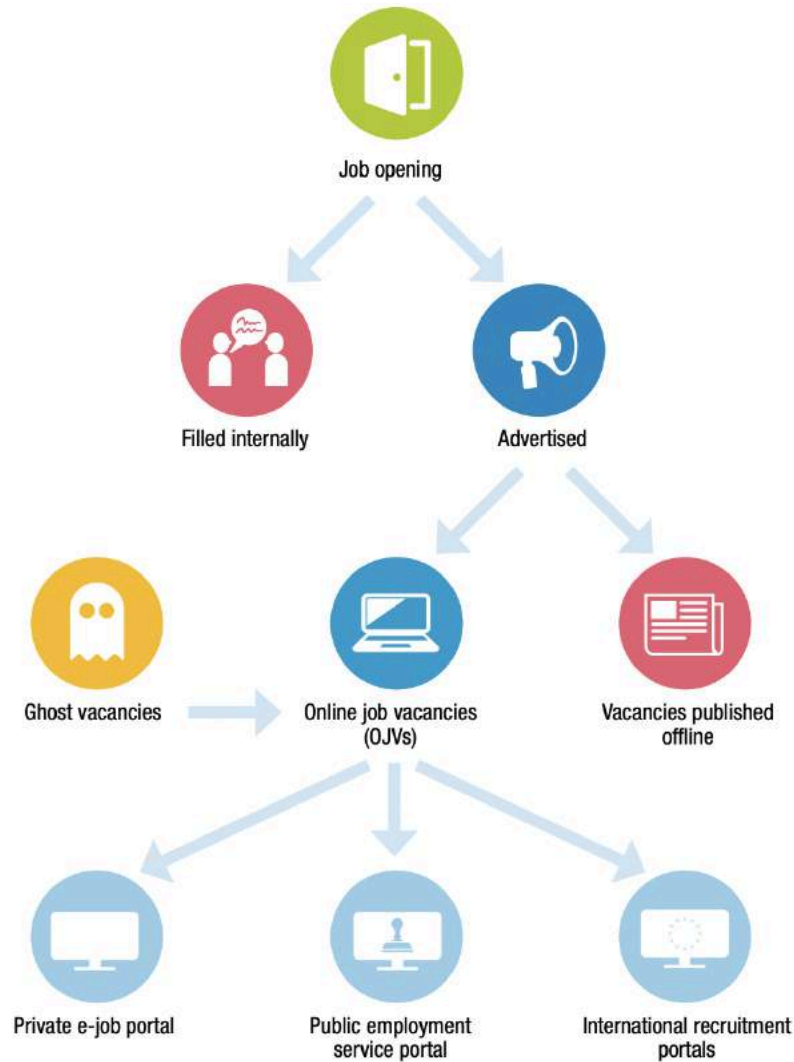 Job opening
Filled internally
Advertised
Ghost vacancies
Online job vacancies
(OJVs)
Vacancies published
offline
Private e-job portal
Public employment
service portal
International recruitment
portals